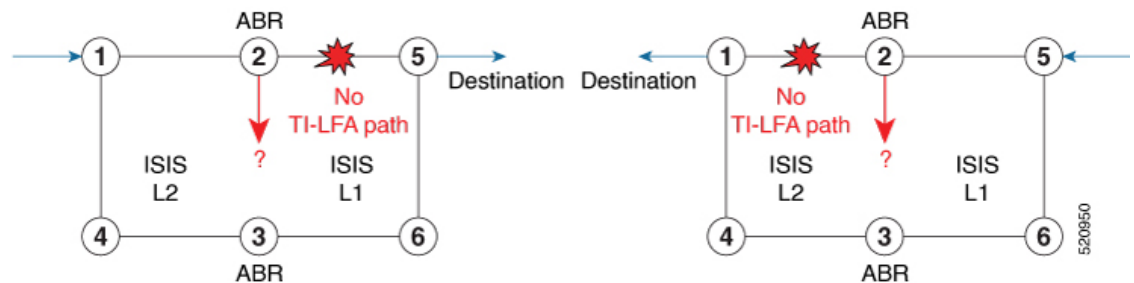 ABR
1
2
5
Destination
No
TI-LFA path
?
ISIS
L2
ISIS
L1
4
3
6
ABR
ABR
1
2
5
Destination
No
TI-LFA path
?
ISIS
L2
ISIS
L1
4
3
6
ABR
520950